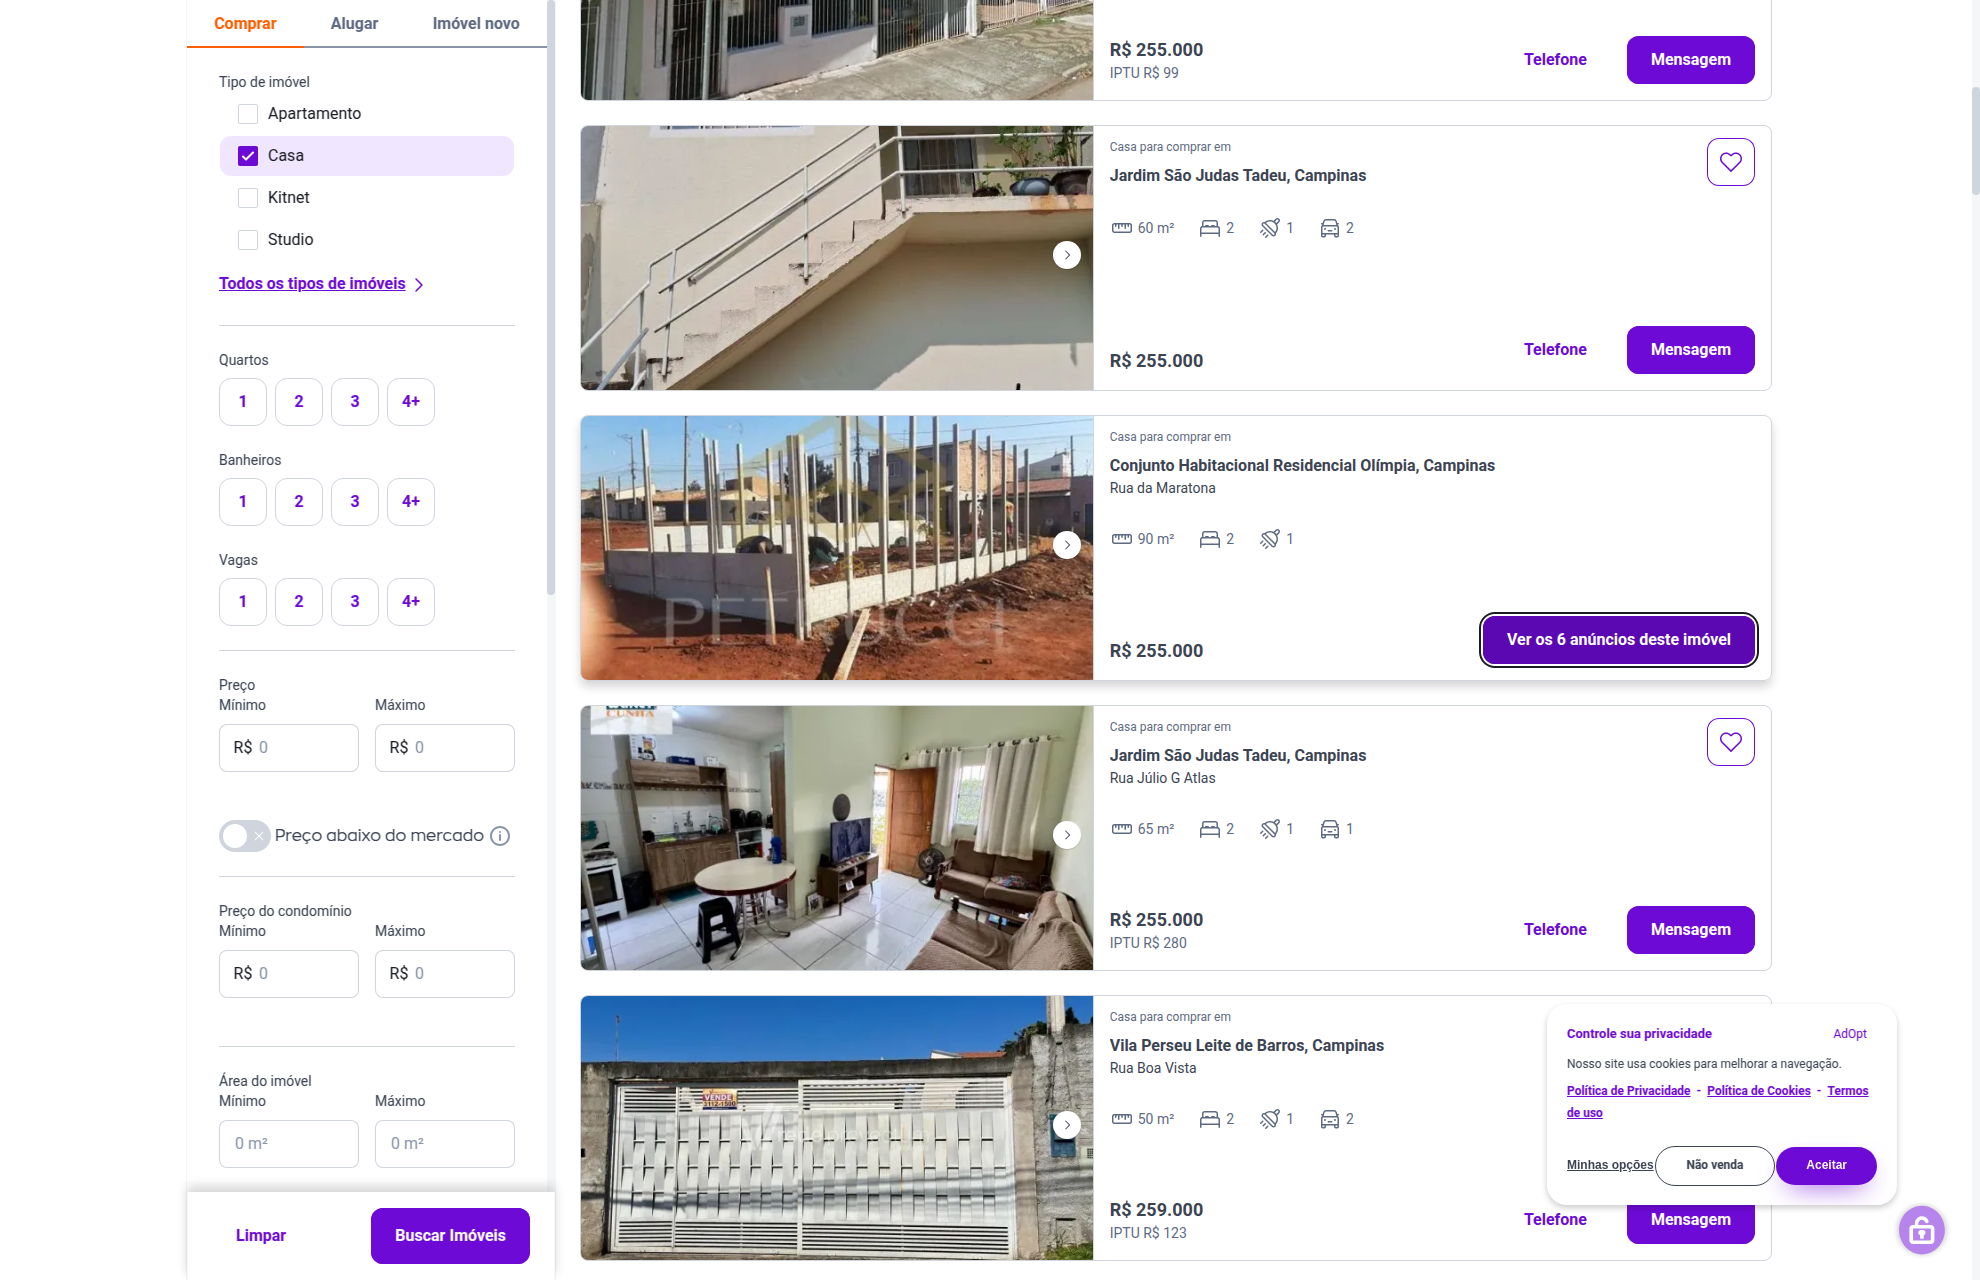 Comprar
Alugar
Imóvel novo
Tipo de imóvel
Apartamento
Casa
Kitnet
Studio
Todos os tipos de imóveis
Quartos
1 2 3 4+
Banheiros
1 2 3 4+
Vagas
1 2 3 4+
Preço
Mínimo Máximo
R$ 0 R$ 0
Preço abaixo do mercado
Preço do condomínio
Mínimo Máximo
R$ 0 R$ 0
Área do imóvel
Mínimo Máximo
0 m² 0 m²
Limpar
Buscar Imóveis
R$ 255.000
IPTU R$ 99
Telefone
Mensagem
Casa para comprar em
Jardim São Judas Tadeu, Campinas
60 m² 2 1 2
R$ 255.000
Telefone
Mensagem
PETRUCCI
Casa para comprar em
Conjunto Habitacional Residencial Olímpia, Campinas
Rua da Maratona
90 m² 2 1
R$ 255.000
Ver os 6 anúncios deste imóvel
CUNHA
Casa para comprar em
Jardim São Judas Tadeu, Campinas
Rua Júlio G Atlas
65 m² 2 1 1
R$ 255.000
IPTU R$ 280
Telefone
Mensagem
VENDE
Casa para comprar em
Vila Perseu Leite de Barros, Campinas
Rua Boa Vista
50 m² 2 1 2
R$ 259.000
IPTU R$ 123
Telefone
Mensagem
Controle sua privacidade
AdOpt
Nosso site usa cookies para melhorar a navegação.
Política de Privacidade - Política de Cookies - Termos
de uso
Minhas opções
Não venda
Aceitar